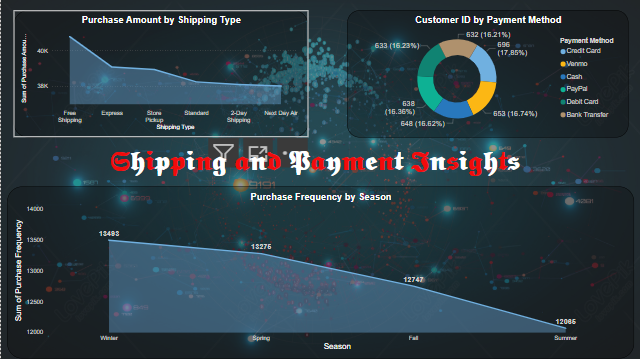 Purchase Amount by Shipping Type
Sum of Purchase Amou...
40K
38K
Free Shipping
Express
Store Pickup
Standard
2-Day Shipping
Next Day Air
Shipping Type
Customer ID by Payment Method
632 (16.21%)
696 (17.85%)
653 (16.74%)
648 (16.62%)
638 (16.36%)
633 (16.23%)
Payment Method
Credit Card
Venmo
Cash
PayPal
Debit Card
Bank Transfer
Shipping and Payment Insights
Purchase Frequency by Season
Sum of Purchase Frequency
14000
13500
13000
12500
12000
13493
13275
12747
12065
Winter
Spring
Fall
Summer
Season